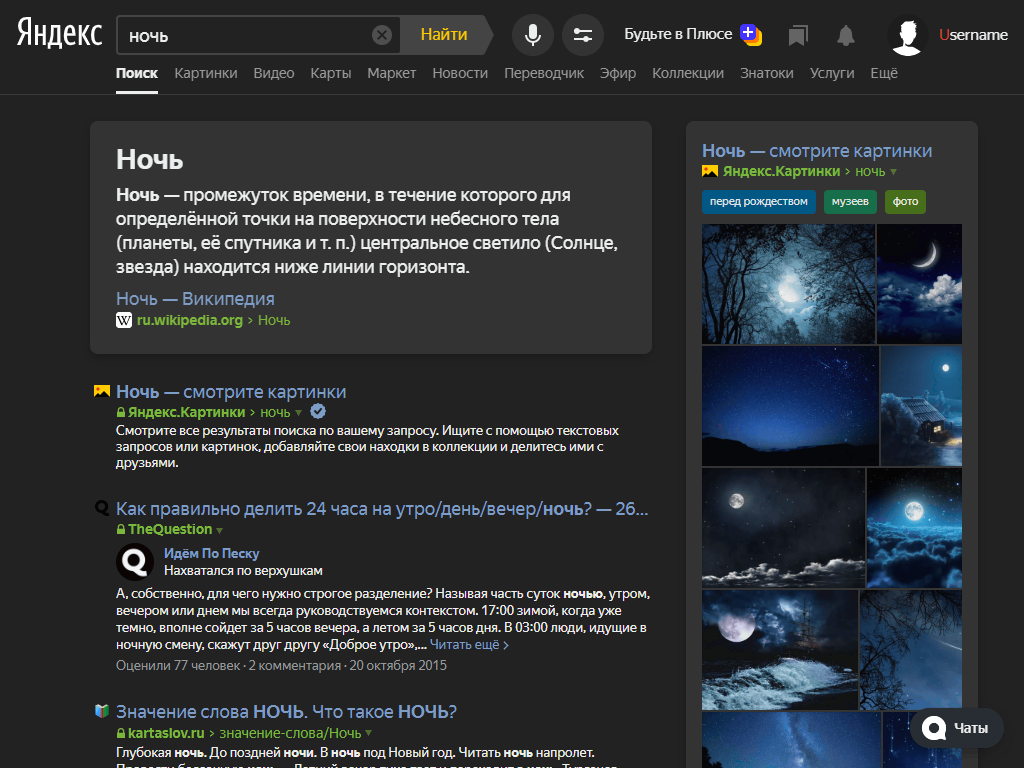 Яндекс
ночь
Найти
Будьте в Плюсе
Username
Поиск Картинки Видео Карты Маркет Новости Переводчик Эфир Коллекции Знатоки Услуги Ещё
Ночь
Ночь — промежуток времени, в течение которого для
определённой точки на поверхности небесного тела
(планеты, её спутника и т. п.) центральное светило (Солнце,
звезда) находится ниже линии горизонта.
Ночь — Википедия
W ru.wikipedia.org › Ночь
Ночь — смотрите картинки
Яндекс.Картинки › ночь
Смотрите все результаты поиска по вашему запросу. Ищите с помощью текстовых
запросов или картинок, добавляйте свои находки в коллекции и делитесь ими с
друзьями.
Как правильно делить 24 часа на утро/день/вечер/ночь? — 26...
TheQuestion
Идём По Песку
Нахватался по верхушкам
А, собственно, для чего нужно строгое разделение? Называя часть суток ночью, утром,
вечером или днем мы всегда руководствуемся контекстом. 17:00 зимой, когда уже
темно, вполне сойдет за 5 часов вечера, а летом за 5 часов дня. В 03:00 люди, идущие в
ночную смену, скажут друг другу «Доброе утро»,... Читать ещё ›
Оценили 77 человек · 2 комментария · 20 октября 2015
Значение слова НОЧЬ. Что такое НОЧЬ?
kartaslov.ru › значение-слова/Ночь
Глубокая ночь. До поздней ночи. В ночь под Новый год. Читать ночь напролет.
Ночь — смотрите картинки
Яндекс.Картинки › ночь
перед рождеством
музеев
фото
Чаты